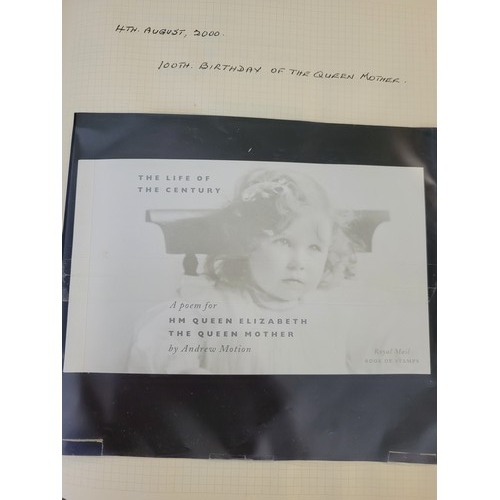 4TH. AUGUST, 2000.
100TH. BIRTHDAY OF THE QUEEN MOTHER.
THE LIFE OF
THE CENTURY
A poem for
HM QUEEN ELIZABETH
THE QUEEN MOTHER
by Andrew Motion
Royal Mail
BOOK OF STAMPS